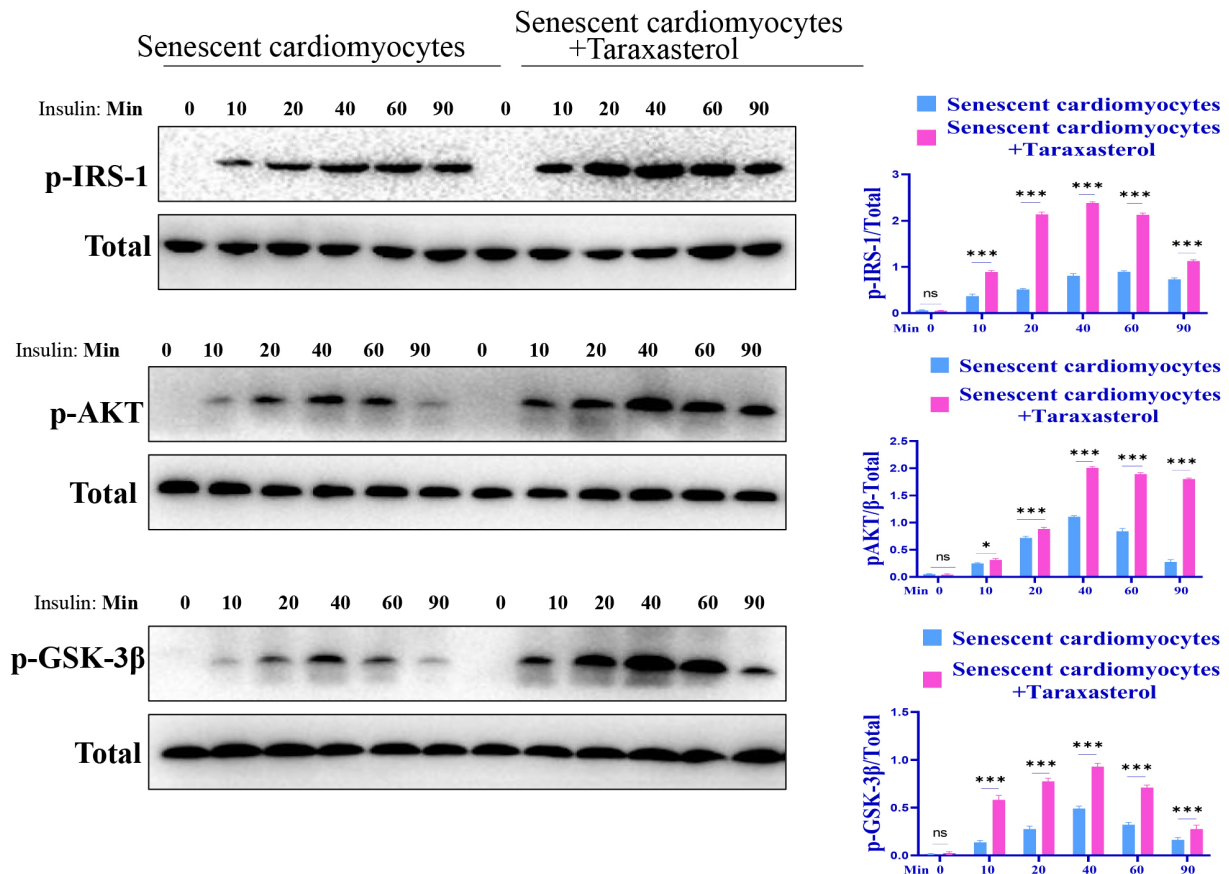 Senescent cardiomyocytes
Senescent cardiomyocytes
+Taraxasterol
Insulin: Min 0 10 20 40 60 90 0 10 20 40 60 90
p-IRS-1
Total
Insulin: Min 0 10 20 40 60 90 0 10 20 40 60 90
p-AKT
Total
Insulin: Min 0 10 20 40 60 90 0 10 20 40 60 90
p-GSK-3β
Total
Senescent cardiomyocytes
Senescent cardiomyocytes
+Taraxasterol
p-IRS-1/Total
3
2
1
0
ns *** *** *** *** ***
Min 0 10 20 40 60 90
Senescent cardiomyocytes
Senescent cardiomyocytes
+Taraxasterol
pAKT/β-Total
2.5
2.0
1.5
1.0
0.5
0.0
ns * *** *** *** ***
Min 0 10 20 40 60 90
Senescent cardiomyocytes
Senescent cardiomyocytes
+Taraxasterol
p-GSK-3β/Total
1.5
1.0
0.5
0.0
ns *** *** *** *** ***
Min 0 10 20 40 60 90